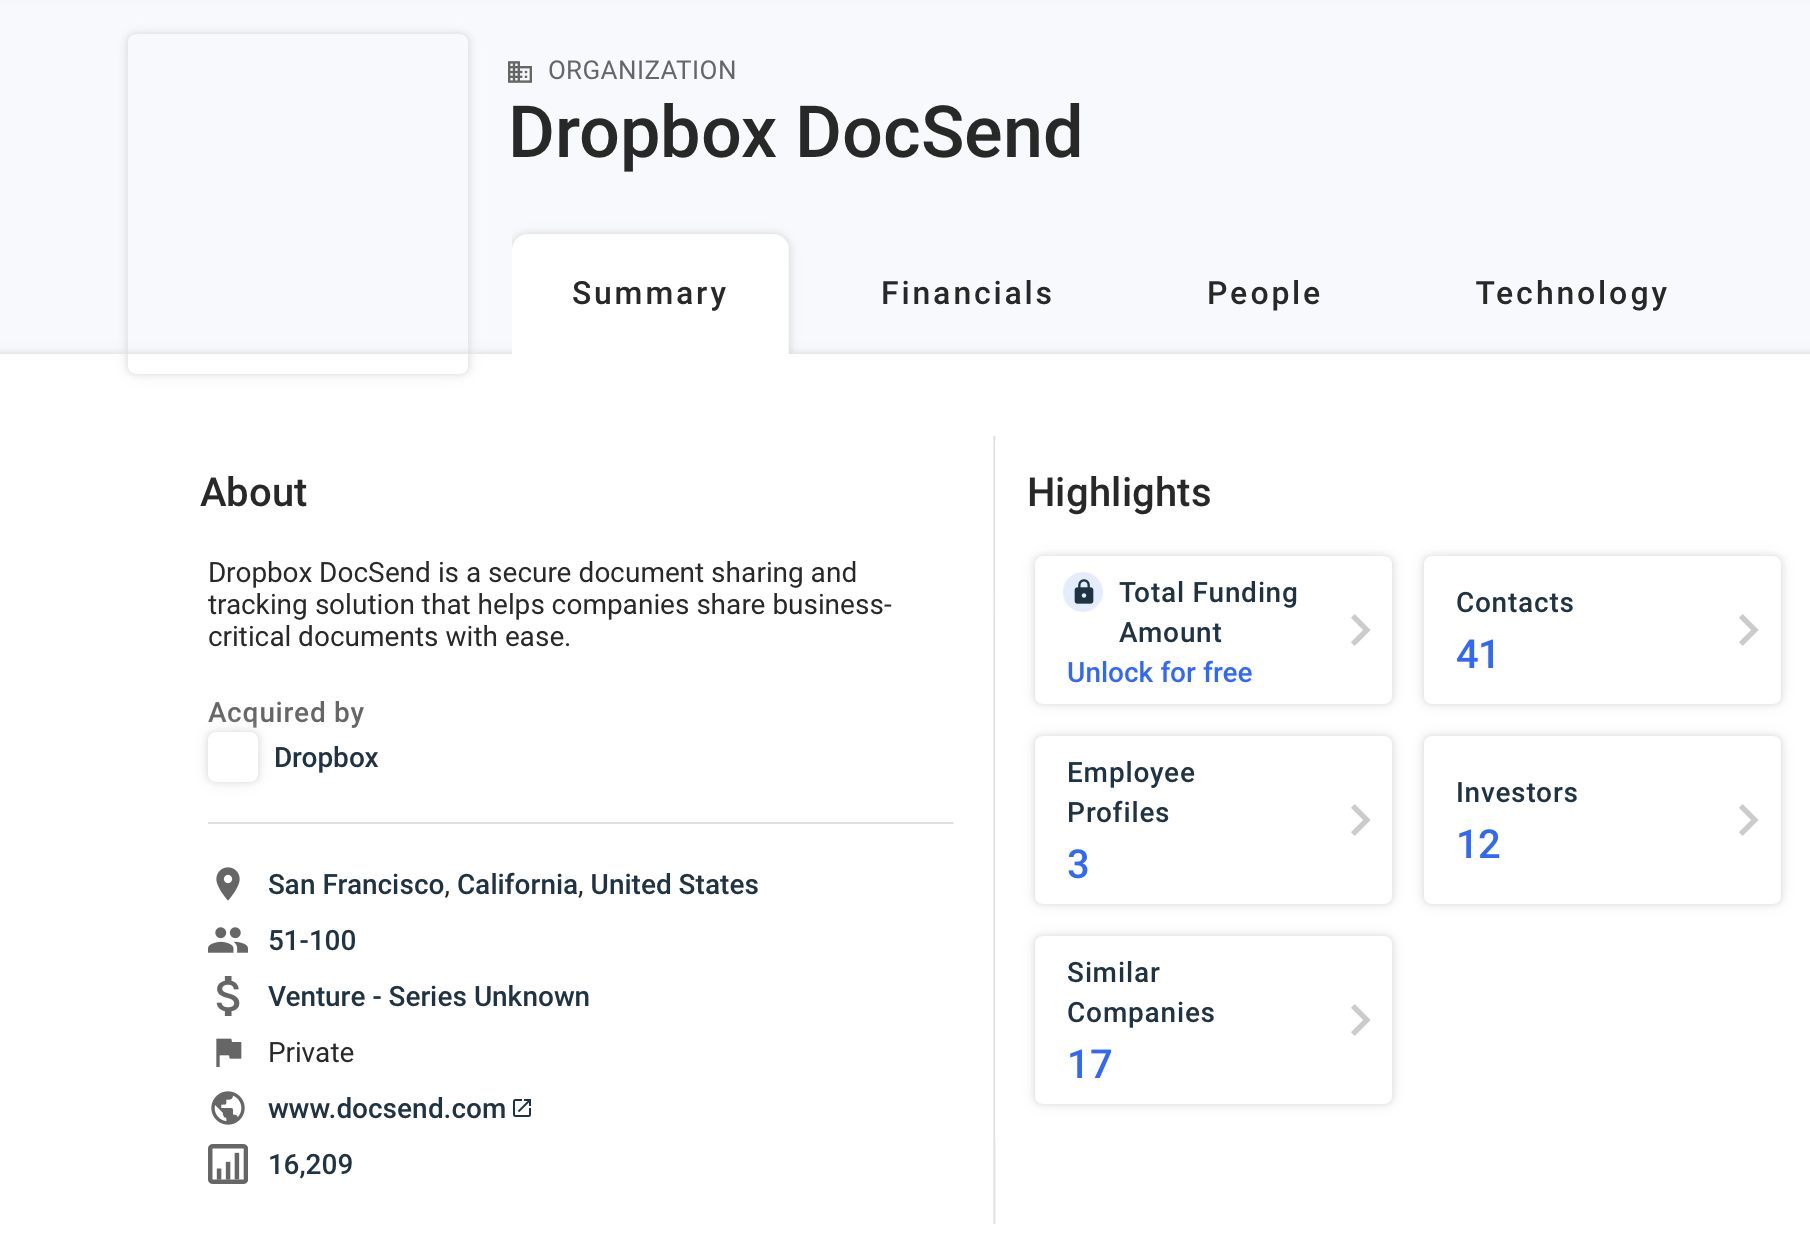 ORGANIZATION
Dropbox DocSend
Summary
Financials
People
Technology
About
Dropbox DocSend is a secure document sharing and
tracking solution that helps companies share business-
critical documents with ease.
Acquired by
Dropbox
San Francisco, California, United States
51-100
Venture - Series Unknown
Private
www.docsend.com
16,209
Highlights
Total Funding
Amount
Unlock for free
Contacts
41
Employee
Profiles
3
Investors
12
Similar
Companies
17